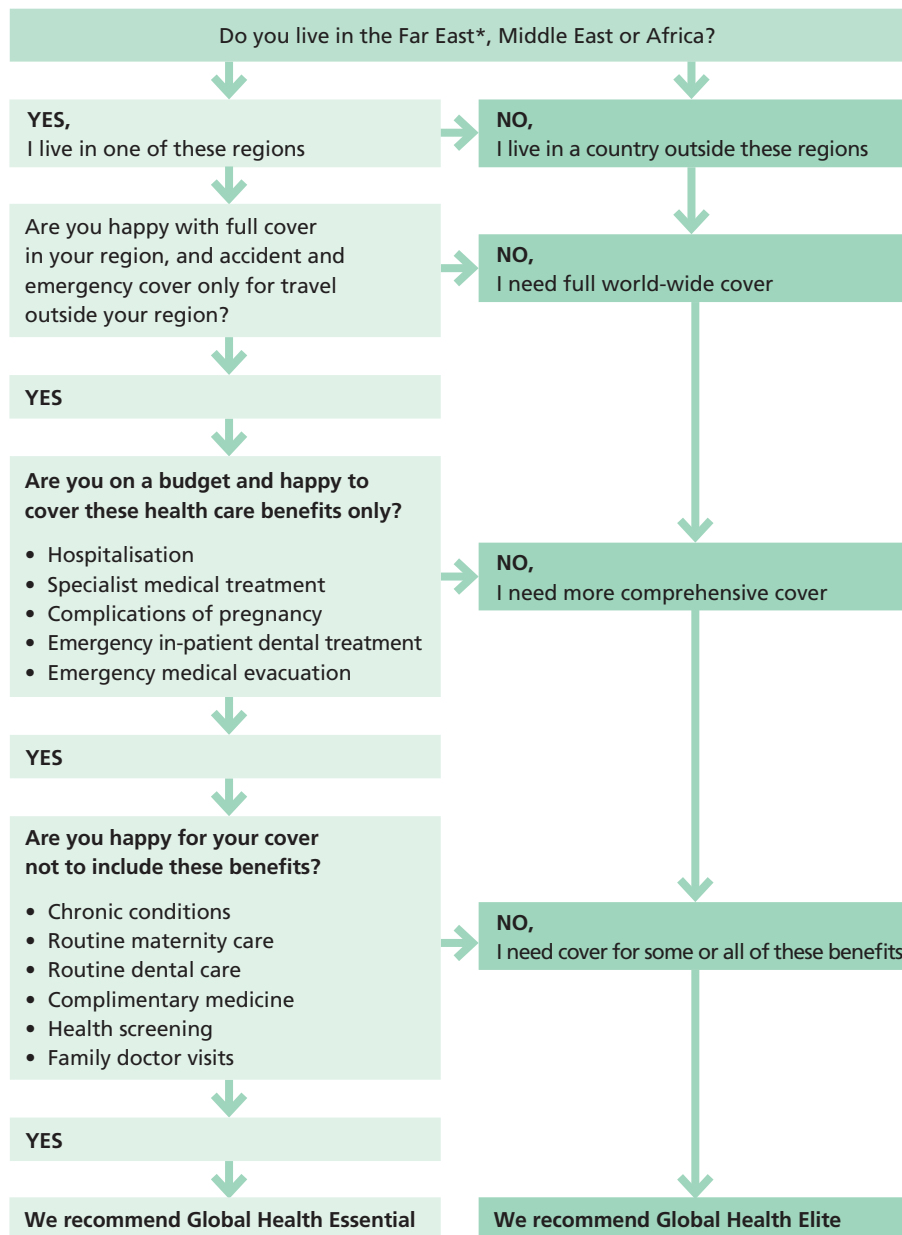 Do you live in the Far East*, Middle East or Africa?
YES,
I live in one of these regions
NO,
I live in a country outside these regions
Are you happy with full cover
in your region, and accident and
emergency cover only for travel
outside your region?
NO,
I need full world-wide cover
YES
Are you on a budget and happy to
cover these health care benefits only?
• Hospitalisation
• Specialist medical treatment
• Complications of pregnancy
• Emergency in-patient dental treatment
• Emergency medical evacuation
NO,
I need more comprehensive cover
YES
Are you happy for your cover
not to include these benefits?
• Chronic conditions
• Routine maternity care
• Routine dental care
• Complimentary medicine
• Health screening
• Family doctor visits
NO,
I need cover for some or all of these benefits
YES
We recommend Global Health Essential
We recommend Global Health Elite